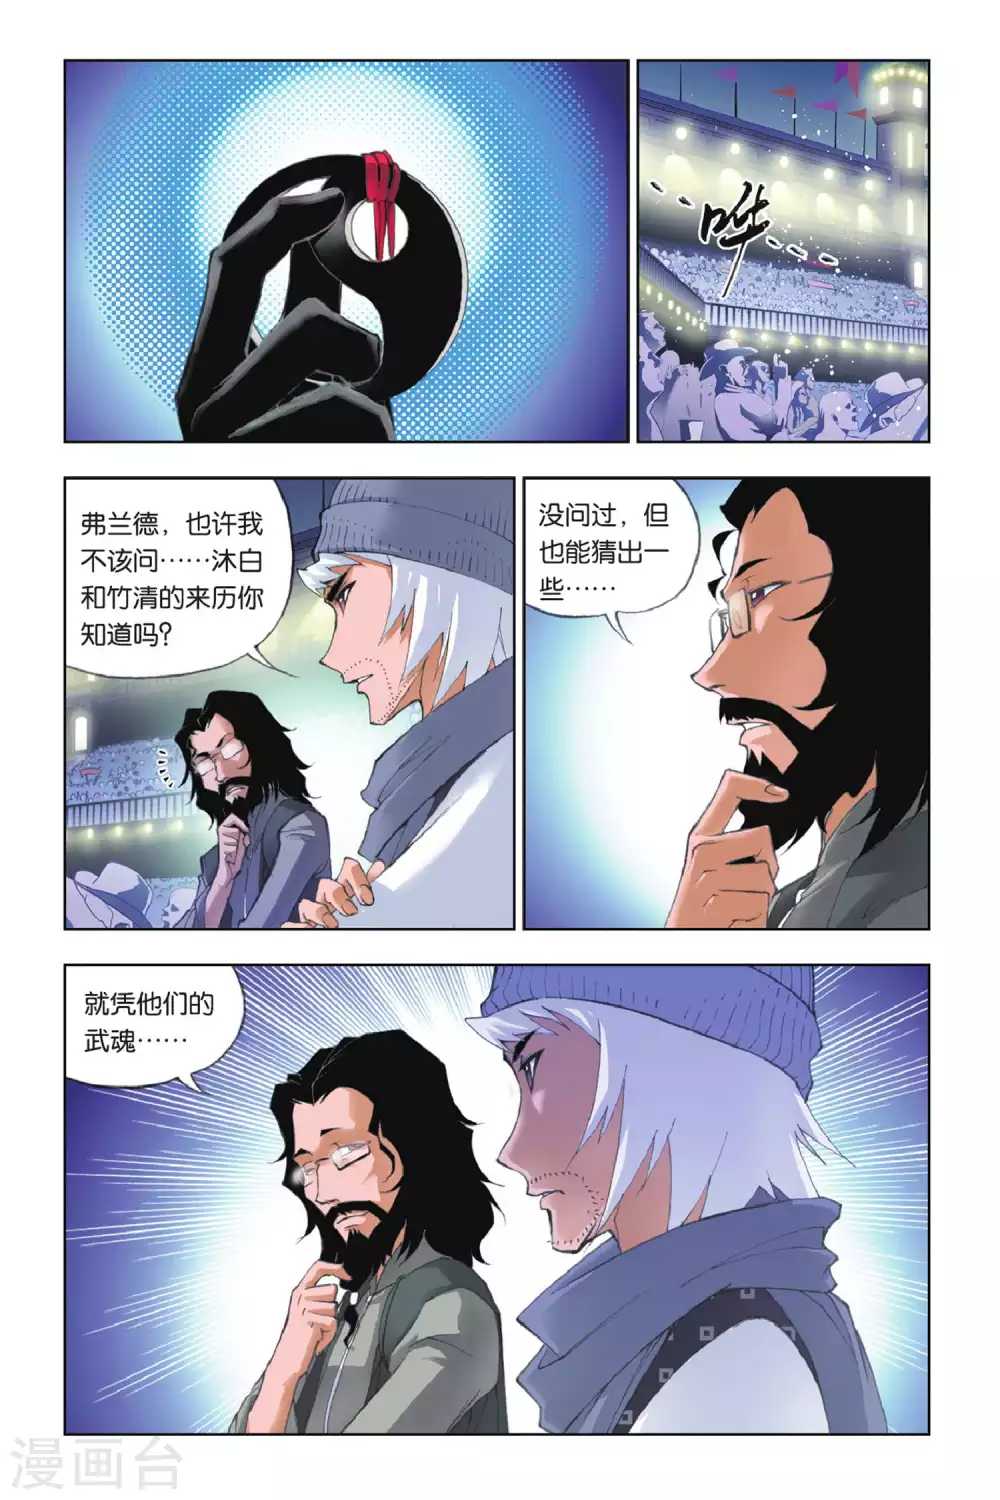 哗
弗兰德，也许我
不该问……沐白
和竹清的来历你
知道吗？
没问过，但
也能猜出一
些……
就凭他们的
武魂……
漫画台